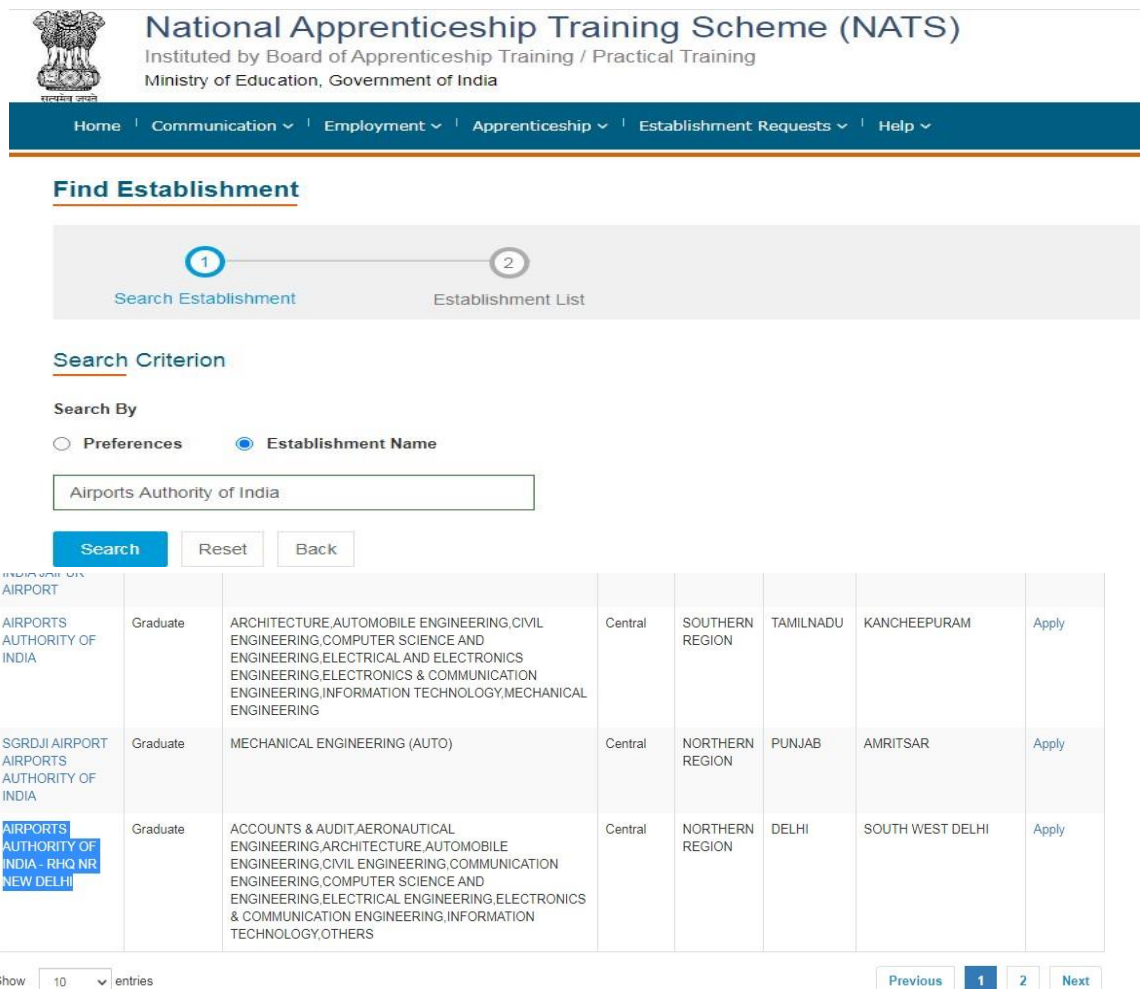 National Apprenticeship Training Scheme (NATS)
Instituted by Board of Apprenticeship Training / Practical Training
Ministry of Education, Government of India
सत्यमेव जयते
Home Communication Employment Apprenticeship Establishment Requests Help
Find Establishment
1 2
Search Establishment Establishment List
Search Criterion
Search By
Preferences Establishment Name
Airports Authority of India
Search Reset Back
INDIA JAIPUR
AIRPORT
AIRPORTS
AUTHORITY OF
INDIA
Graduate
ARCHITECTURE,AUTOMOBILE ENGINEERING,CIVIL
ENGINEERING,COMPUTER SCIENCE AND
ENGINEERING,ELECTRICAL AND ELECTRONICS
ENGINEERING,ELECTRONICS & COMMUNICATION
ENGINEERING,INFORMATION TECHNOLOGY,MECHANICAL
ENGINEERING
Central
SOUTHERN
REGION
TAMILNADU
KANCHEEPURAM
Apply
SGRDJI AIRPORT
AIRPORTS
AUTHORITY OF
INDIA
Graduate
MECHANICAL ENGINEERING (AUTO)
Central
NORTHERN
REGION
PUNJAB
AMRITSAR
Apply
AIRPORTS
AUTHORITY OF
INDIA - RHQ NR
NEW DELHI
Graduate
ACCOUNTS & AUDIT,AERONAUTICAL
ENGINEERING,ARCHITECTURE,AUTOMOBILE
ENGINEERING,CIVIL ENGINEERING,COMMUNICATION
ENGINEERING,COMPUTER SCIENCE AND
ENGINEERING,ELECTRICAL ENGINEERING,ELECTRONICS
& COMMUNICATION ENGINEERING,INFORMATION
TECHNOLOGY,OTHERS
Central
NORTHERN
REGION
DELHI
SOUTH WEST DELHI
Apply
Show 10 entries
Previous 1 2 Next